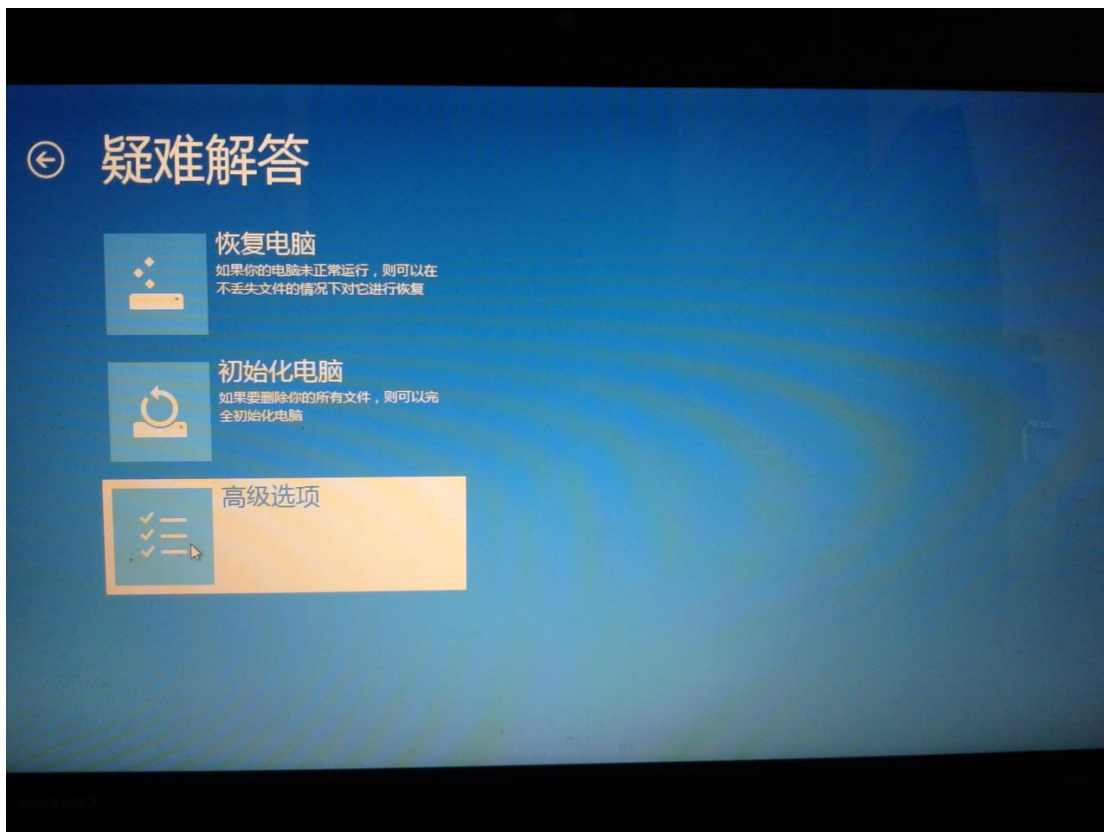 疑难解答
恢复电脑
如果你的电脑未正常运行，则可以在
不丢失文件的情况下对它进行恢复
初始化电脑
如果要删除你的所有文件，则可以完
全初始化电脑
高级选项